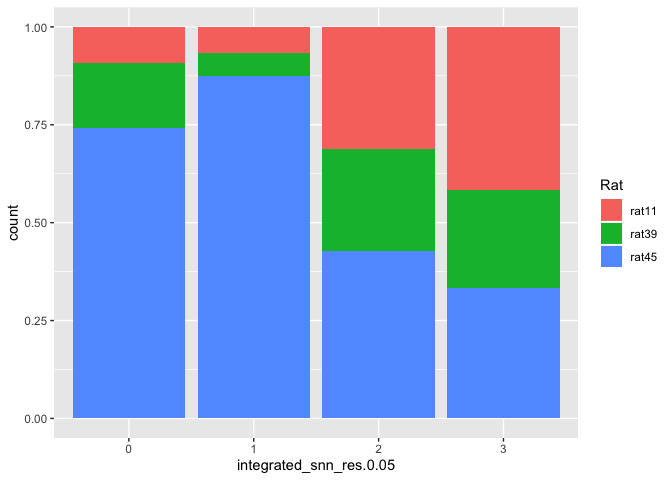 1.00
0.75
0.50
0.25
0.00
count
0 1 2 3
integrated_snn_res.0.05
Rat
rat11
rat39
rat45